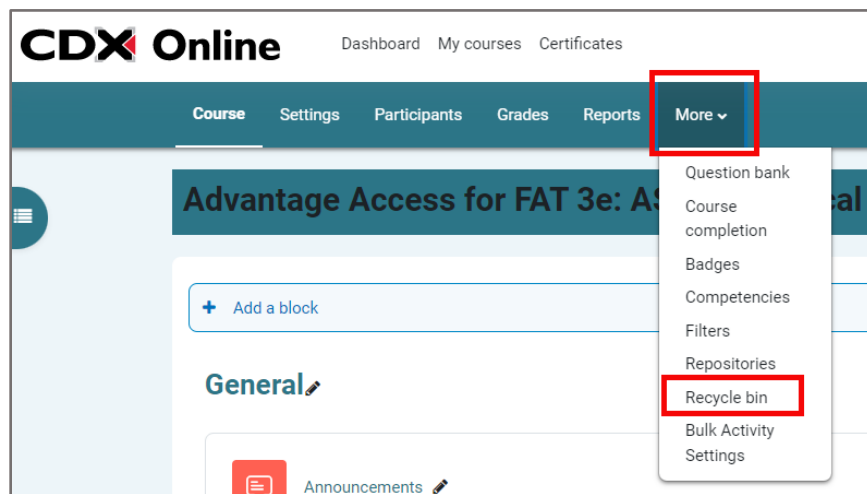 CDX Online
Dashboard My courses Certificates
Course Settings Participants Grades Reports More
Advantage Access for FAT 3e:
Question bank
Course
completion
Badges
Competencies
Filters
Repositories
Recycle bin
Bulk Activity
Settings
Add a block
General
Announcements